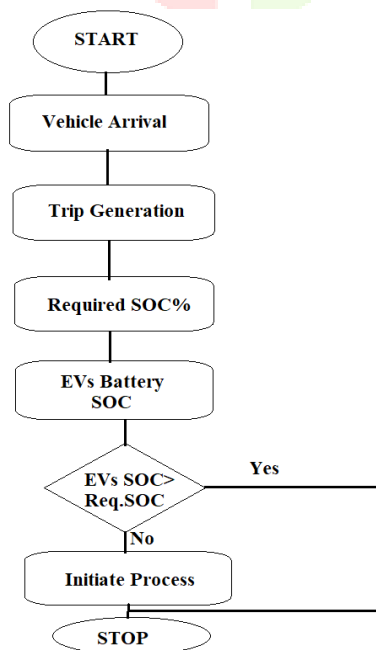 START
Vehicle Arrival
Trip Generation
Required SOC%
EVs Battery
SOC
EVs SOC>
Req.SOC
Yes
No
Initiate Process
STOP